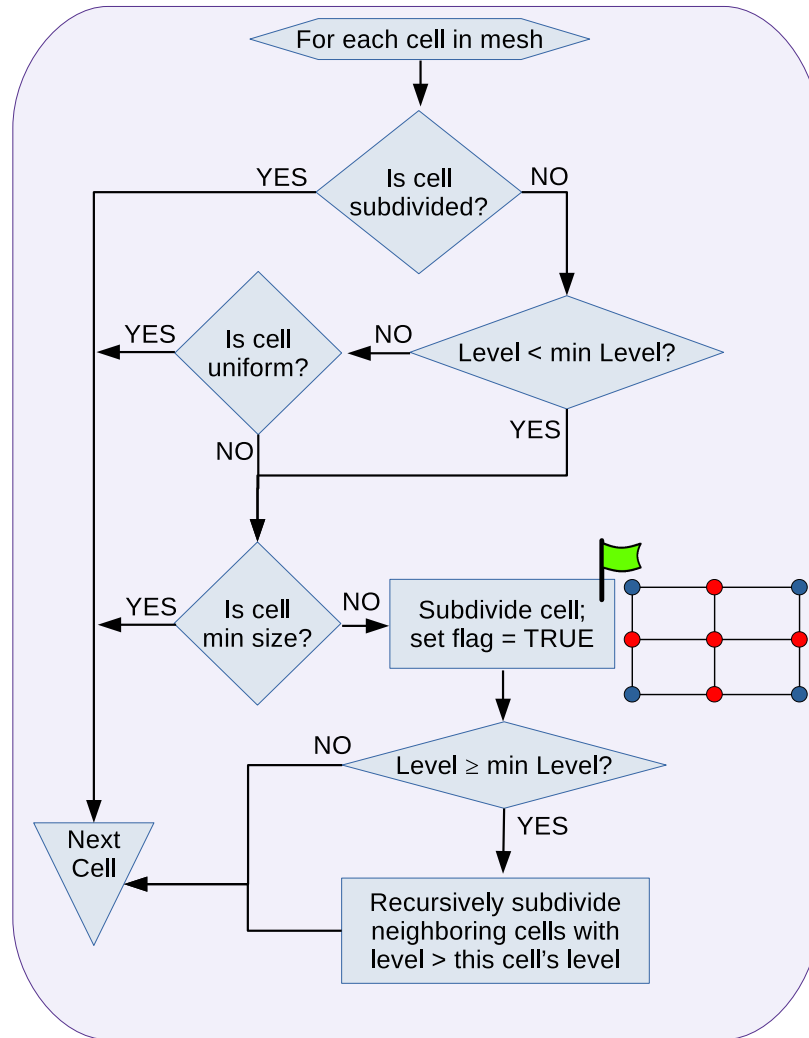 For each cell in mesh
YES
NO
Is cell
subdivided?
YES
Is cell
uniform?
NO
Level < min Level?
NO
YES
YES
Is cell
min size?
NO
Subdivide cell;
set flag = TRUE
NO
Level ≥ min Level?
YES
Next
Cell
Recursively subdivide
neighboring cells with
level > this cell's level